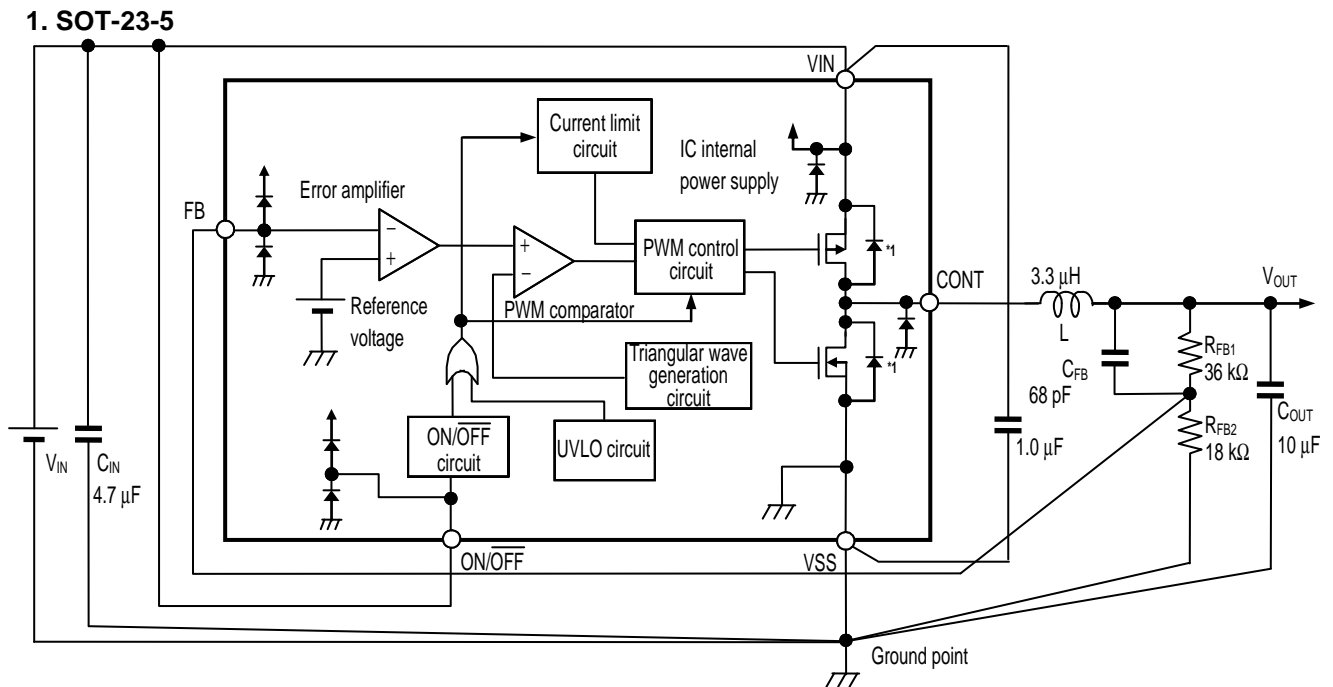 1. SOT-23-5
VIN
Current limit
circuit
IC internal
power supply
Error amplifier
FB
−
+
+
−
PWM control
circuit
*1
CONT
3.3 μH
L
VOUT
Reference
voltage
PWM comparator
Triangular wave
generation
circuit
*1
CFB
68 pF
RFB1
36 kΩ
RFB2
18 kΩ
COUT
10 μF
1.0 μF
ON/OFF
circuit
UVLO circuit
VIN
CIN
4.7 μF
ON/OFF
VSS
Ground point